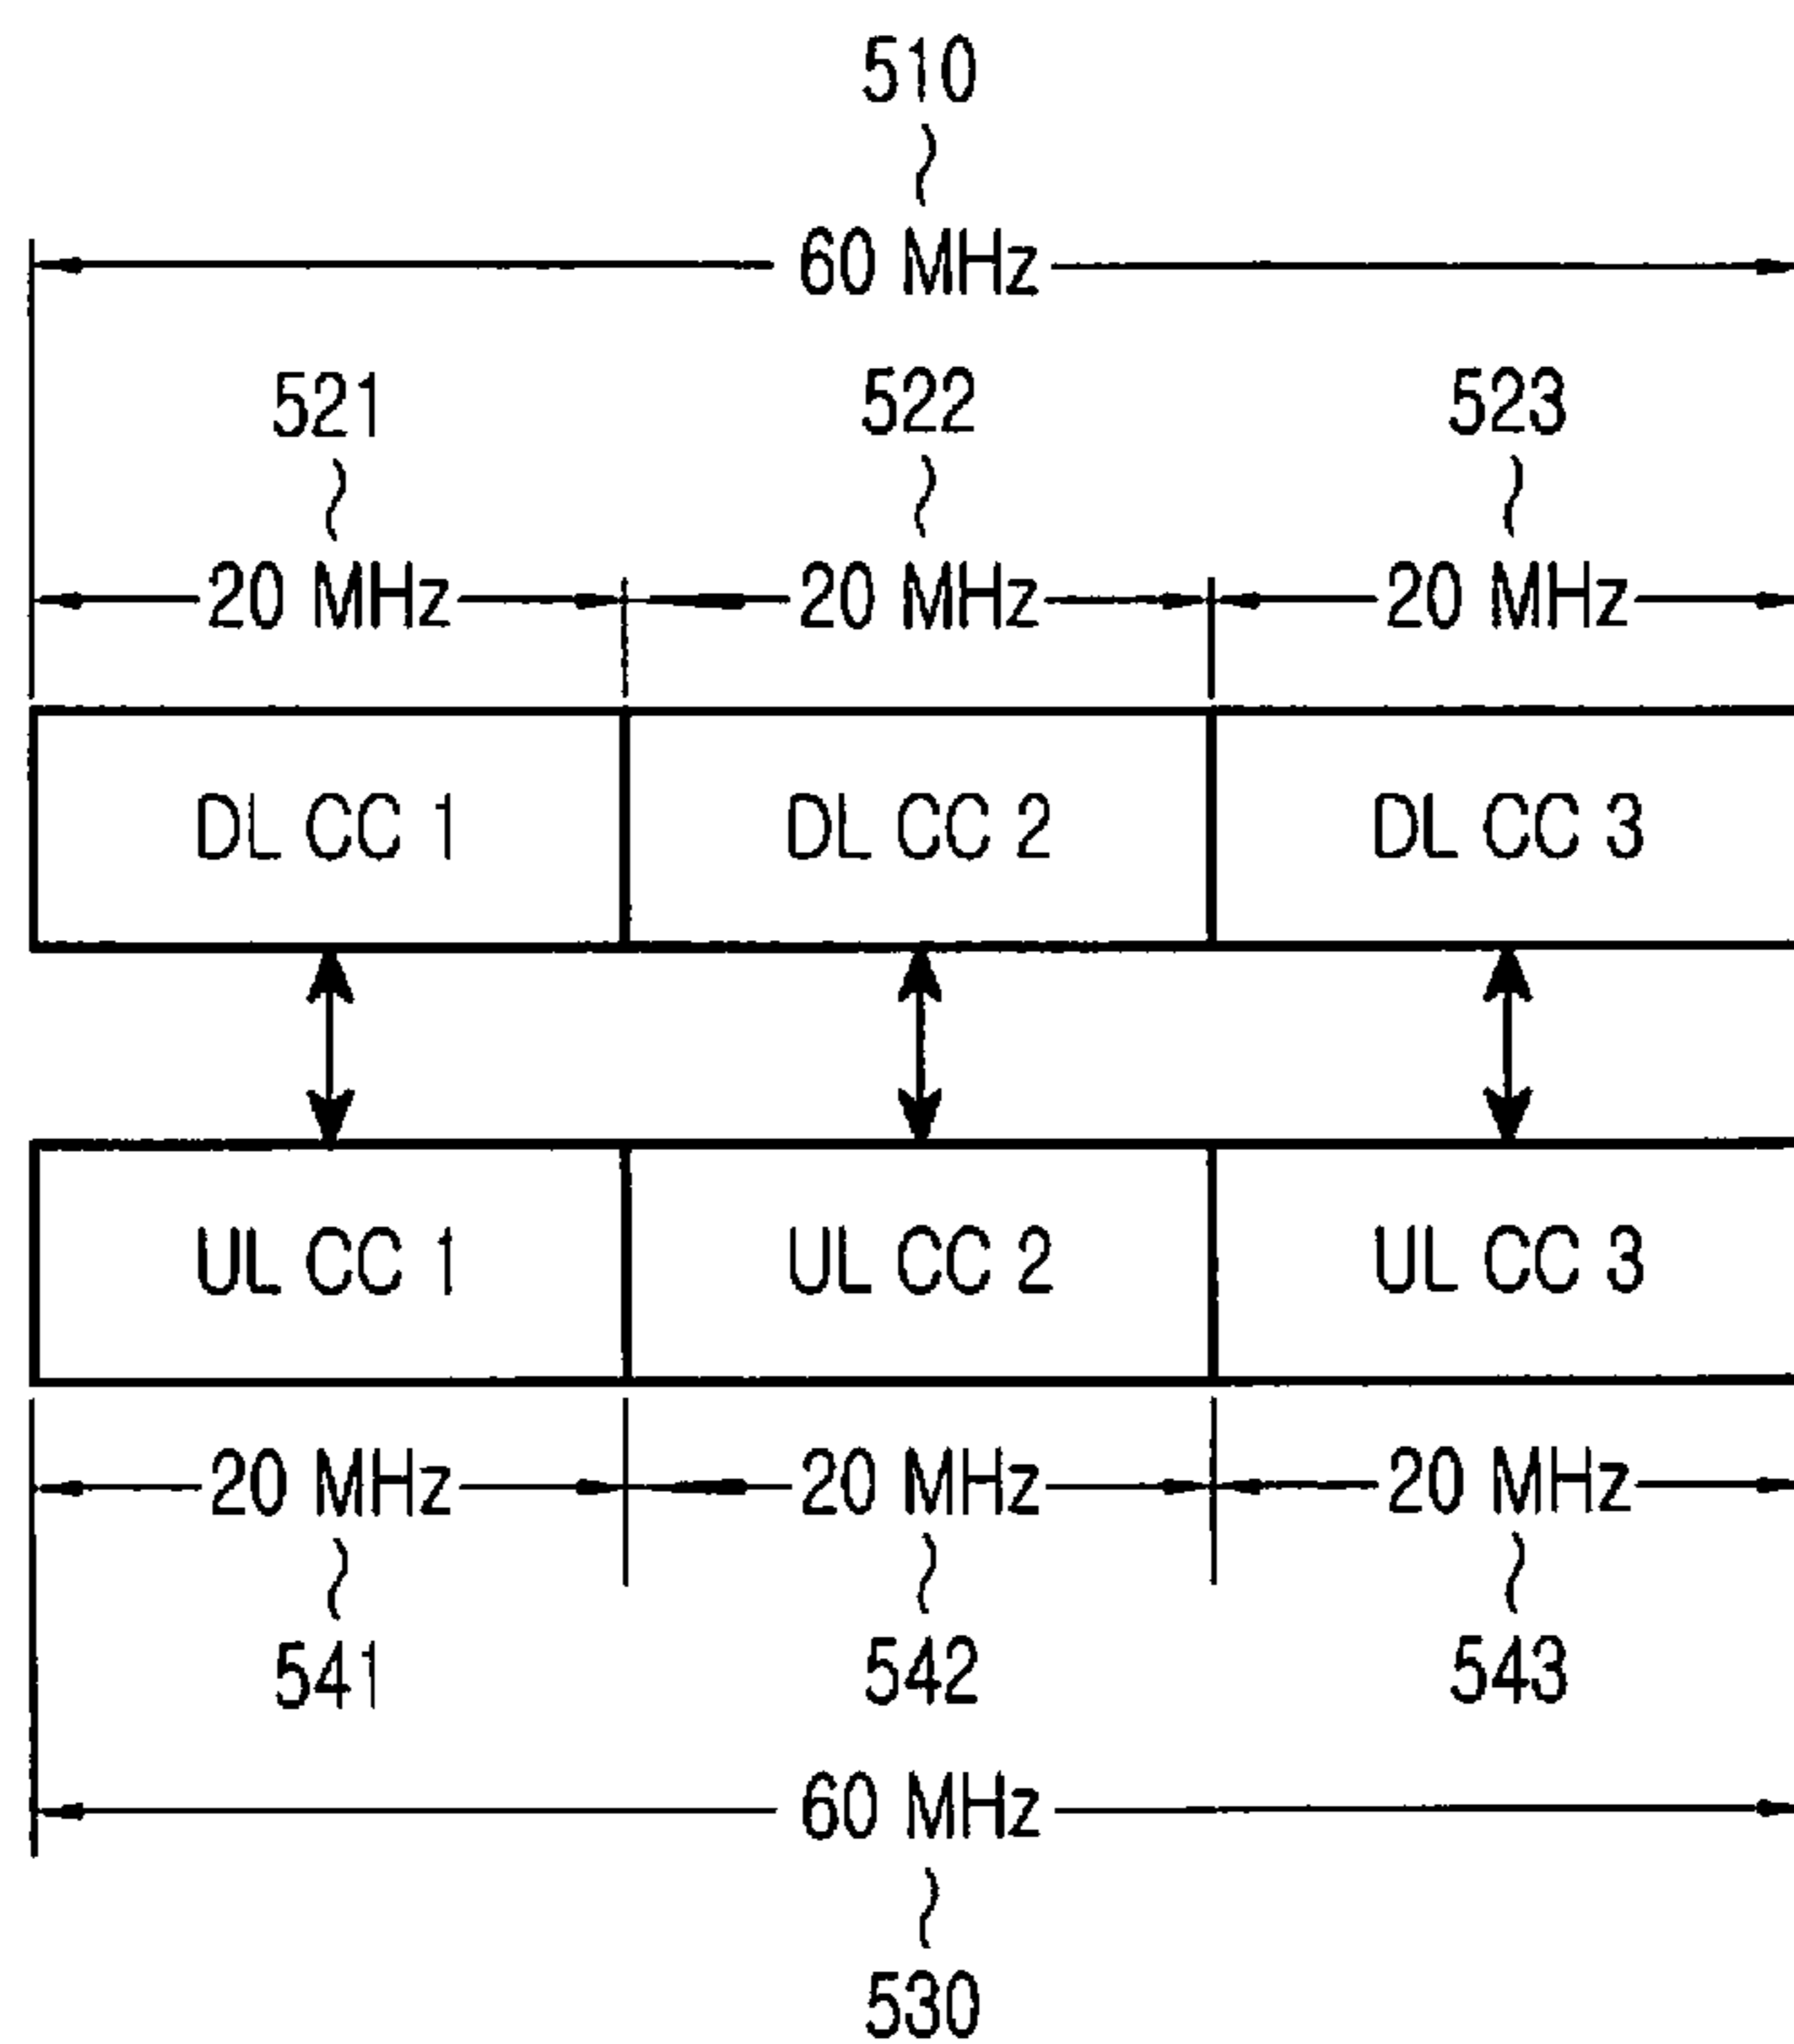 510
60 MHz
521 522 523
20 MHz 20 MHz 20 MHz
DL CC 1 DL CC 2 DL CC 3
UL CC 1 UL CC 2 UL CC 3
20 MHz 20 MHz 20 MHz
541 542 543
60 MHz
530